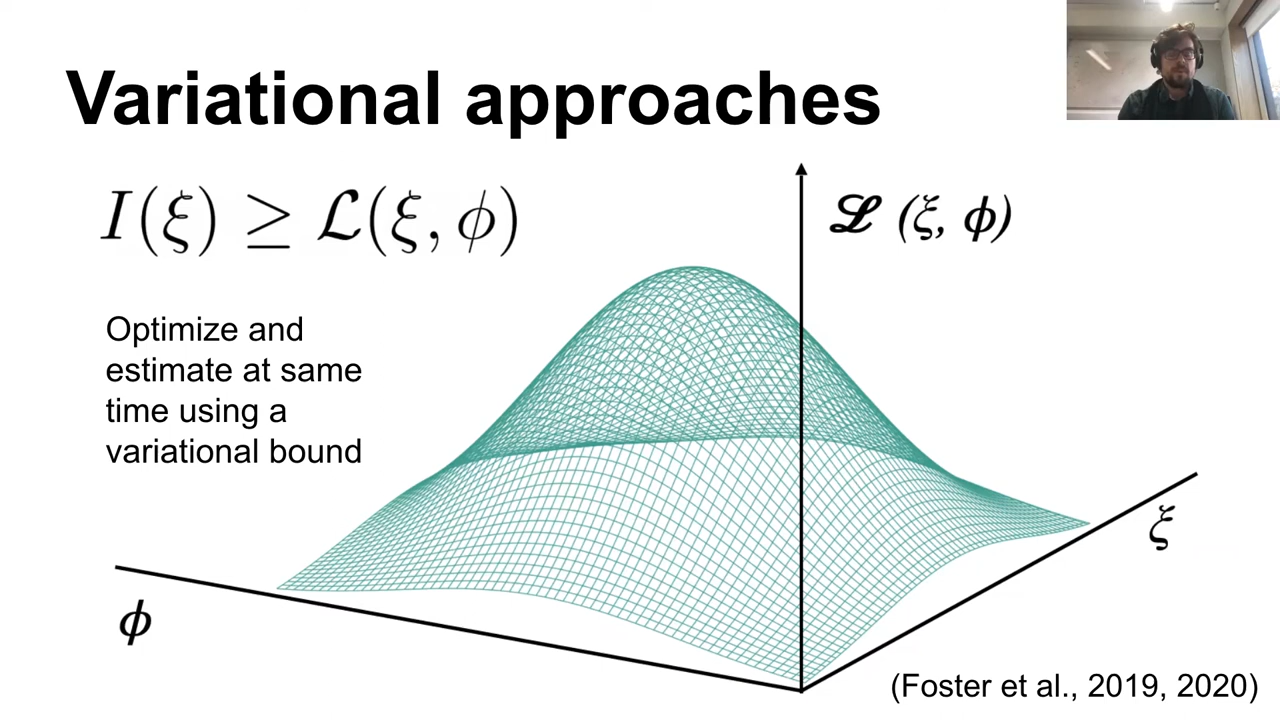 Variational approaches
I(ξ) ≥ ℒ(ξ, ϕ)
ℒ (ξ, ϕ)
Optimize and
estimate at same
time using a
variational bound
ξ
ϕ
(Foster et al., 2019, 2020)